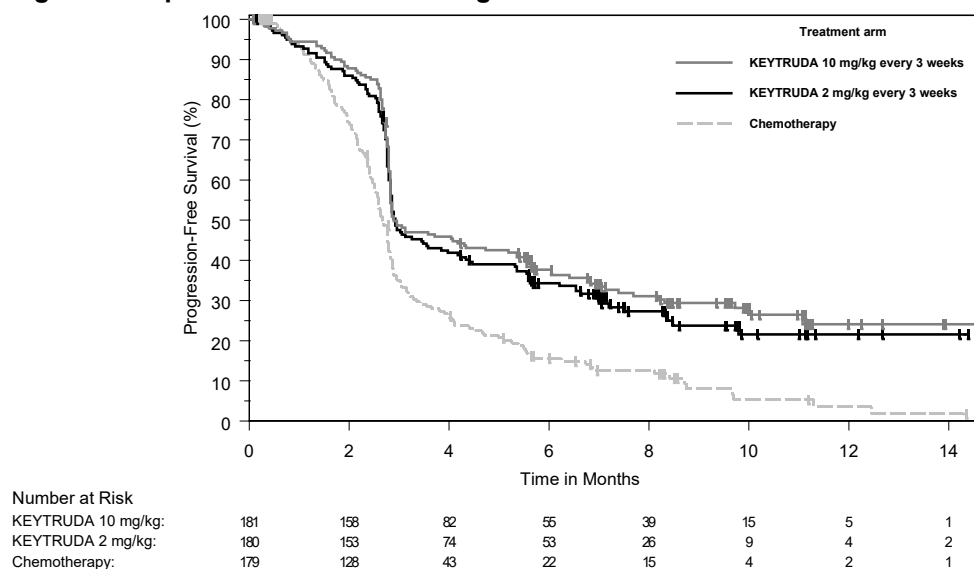 100
90
80
70
60
50
40
30
20
10
0
Progression-Free Survival (%)
Treatment arm
KEYTRUDA 10 mg/kg every 3 weeks
KEYTRUDA 2 mg/kg every 3 weeks
Chemotherapy
0 2 4 6 8 10 12 14
Time in Months
Number at Risk
KEYTRUDA 10 mg/kg: 181 158 82 55 39 15 5 1
KEYTRUDA 2 mg/kg: 180 153 74 53 26 9 4 2
Chemotherapy: 179 128 43 22 15 4 2 1